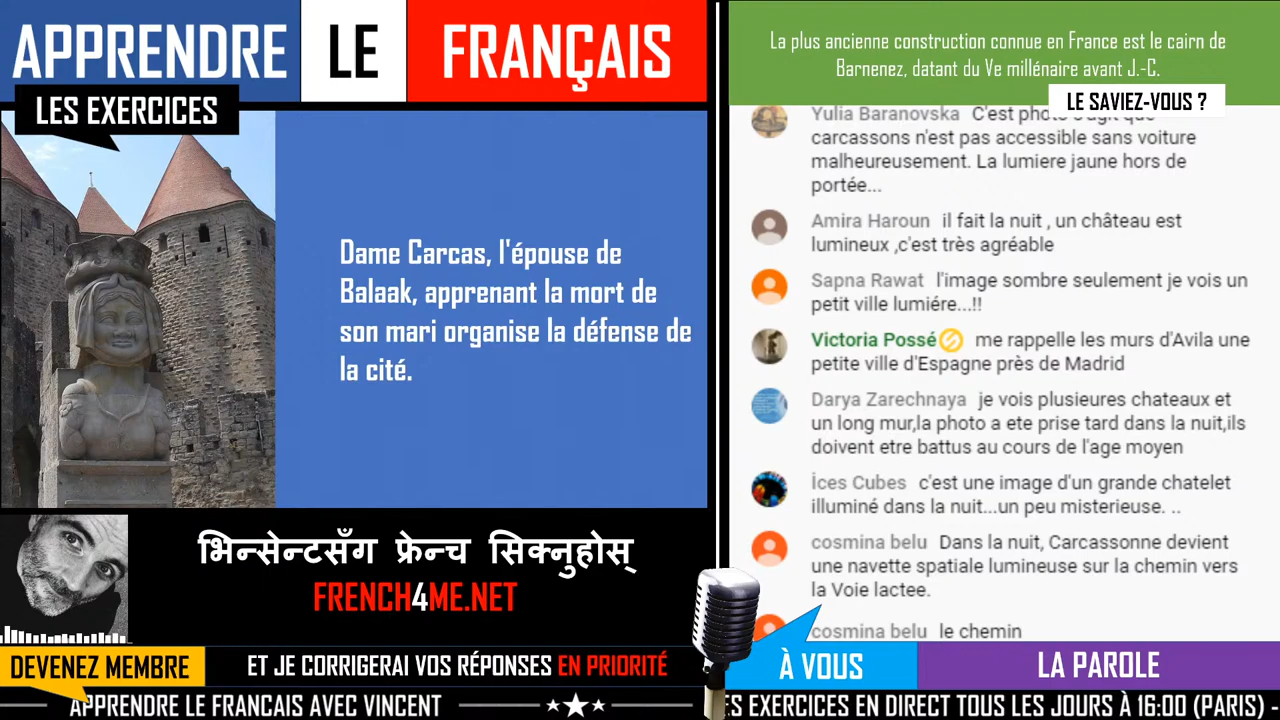 APPRENDRE LE FRANÇAIS
LES EXERCICES
Dame Carcas, l'épouse de
Balaak, apprenant la mort de
son mari organise la défense de
la cité.
भिन्सेन्टसँग फ्रेन्च सिक्नुहोस्
FRENCH4ME.NET
DEVENEZ MEMBRE
ET JE CORRIGERAI VOS RÉPONSES EN PRIORITÉ
La plus ancienne construction connue en France est le cairn de
Barnenez, datant du Ve millénaire avant J.-C.
LE SAVIEZ-VOUS ?
Yulia Baranovska C'est photo s'agit que
carcassons n'est pas accessible sans voiture
malheureusement. La lumiere jaune hors de
portée...
Amira Haroun il fait la nuit , un château est
lumineux ,c'est très agréable
Sapna Rawat l'image sombre seulement je vois un
petit ville lumiére...!!
Victoria Possé me rappelle les murs d'Avila une
petite ville d'Espagne près de Madrid
Darya Zarechnaya je vois plusieures chateaux et
un long mur,la photo a ete prise tard dans la nuit,ils
doivent etre battus au cours de l'age moyen
İces Cubes c'est une image d'un grande chatelet
illuminé dans la nuit...un peu misterieuse. ..
cosmina belu Dans la nuit, Carcassonne devient
une navette spatiale lumineuse sur la chemin vers
la Voie lactee.
cosmina belu le chemin
À VOUS
LA PAROLE
APPRENDRE LE FRANCAIS AVEC VINCENT
ES EXERCICES EN DIRECT TOUS LES JOURS À 16:00 (PARIS) -